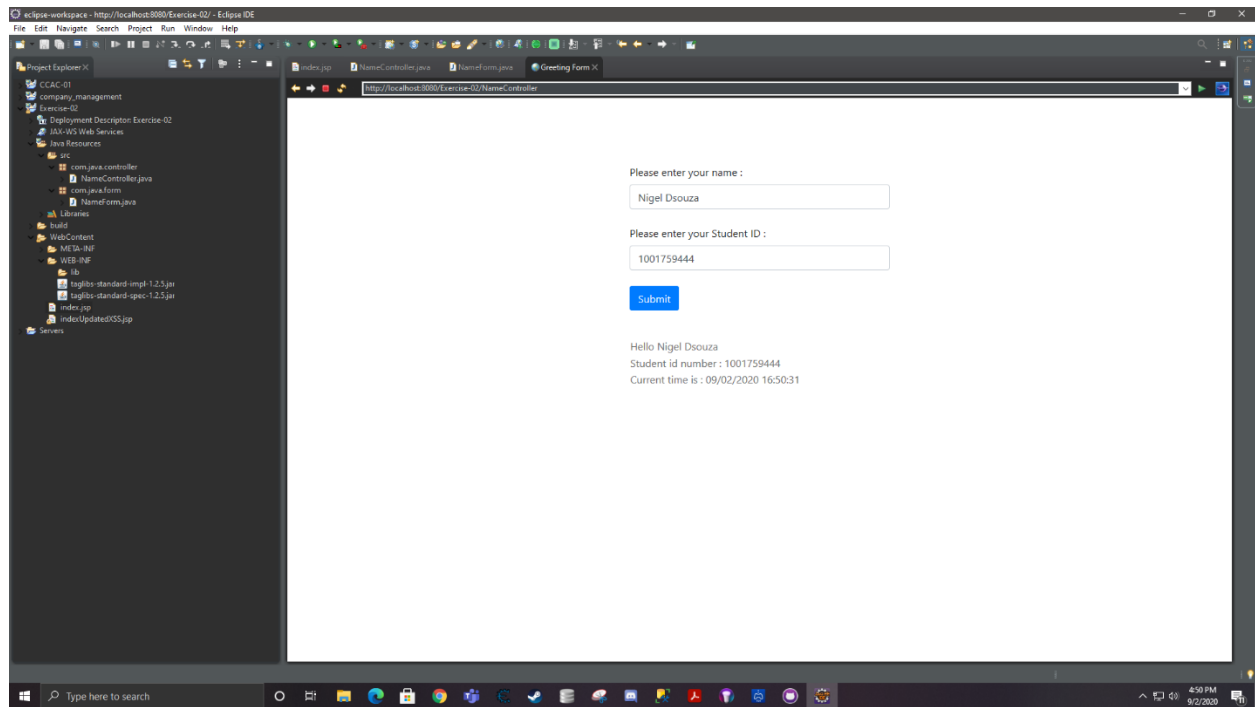 eclipse-workspace - http://localhost:8080/Exercise-02/ - Eclipse IDE
File Edit Navigate Search Project Run Window Help
Project Explorer
index.jsp NameController.java NameForm.java Greeting Form
http://localhost:8080/Exercise-02/NameController
CCAC-01
company_management
Exercise-02
Deployment Descriptor: Exercise-02
JAX-WS Web Services
Java Resources
src
com.java.controller
NameController.java
com.java.form
NameForm.java
Libraries
build
WebContent
META-INF
WEB-INF
lib
taglibs-standard-impl-1.2.5.jar
taglibs-standard-spec-1.2.5.jar
index.jsp
indexUpdatedXSS.jsp
Servers
Please enter your name :
Nigel Dsouza
Please enter your Student ID :
1001759444
Submit
Hello Nigel Dsouza
Student id number : 1001759444
Current time is : 09/02/2020 16:50:31
Type here to search
4:50 PM
9/2/2020